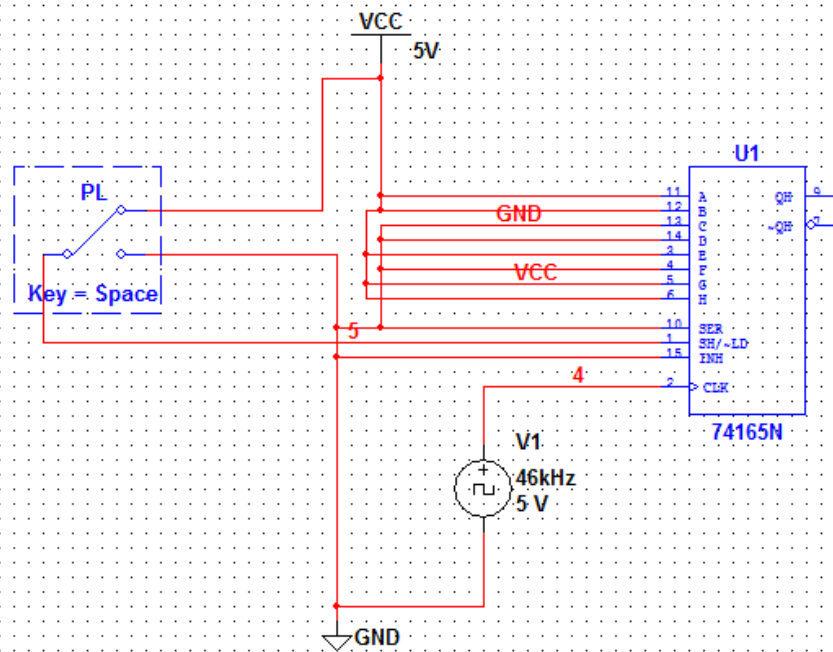 VCC
5V
PL
Key = Space
U1
11 A QH 9
12 B
GND
13 C ~QH 7
14 D
3 E
VCC
4 F
5 G
6 H
10 SER
5
1 SH/~LD
15 INH
4
2 CLK
74165N
V1
46kHz
5 V
GND